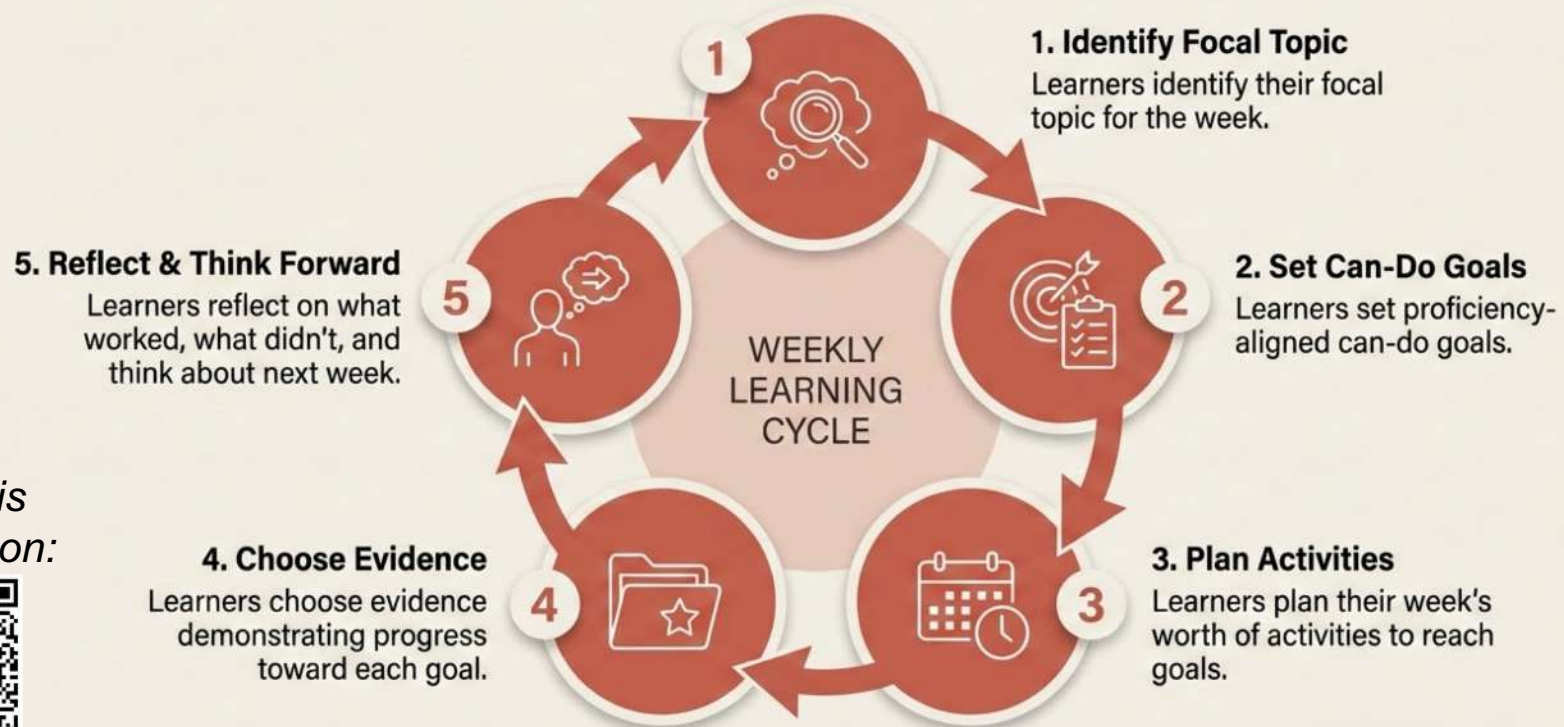 1
1. Identify Focal Topic
Learners identify their focal
topic for the week.
2
2. Set Can-Do Goals
Learners set proficiency-
aligned can-do goals.
3
3. Plan Activities
Learners plan their week's
worth of activities to reach
goals.
4
4. Choose Evidence
Learners choose evidence
demonstrating progress
toward each goal.
5
5. Reflect & Think Forward
Learners reflect on what
worked, what didn't, and
think about next week.
WEEKLY
LEARNING
CYCLE
is
on: